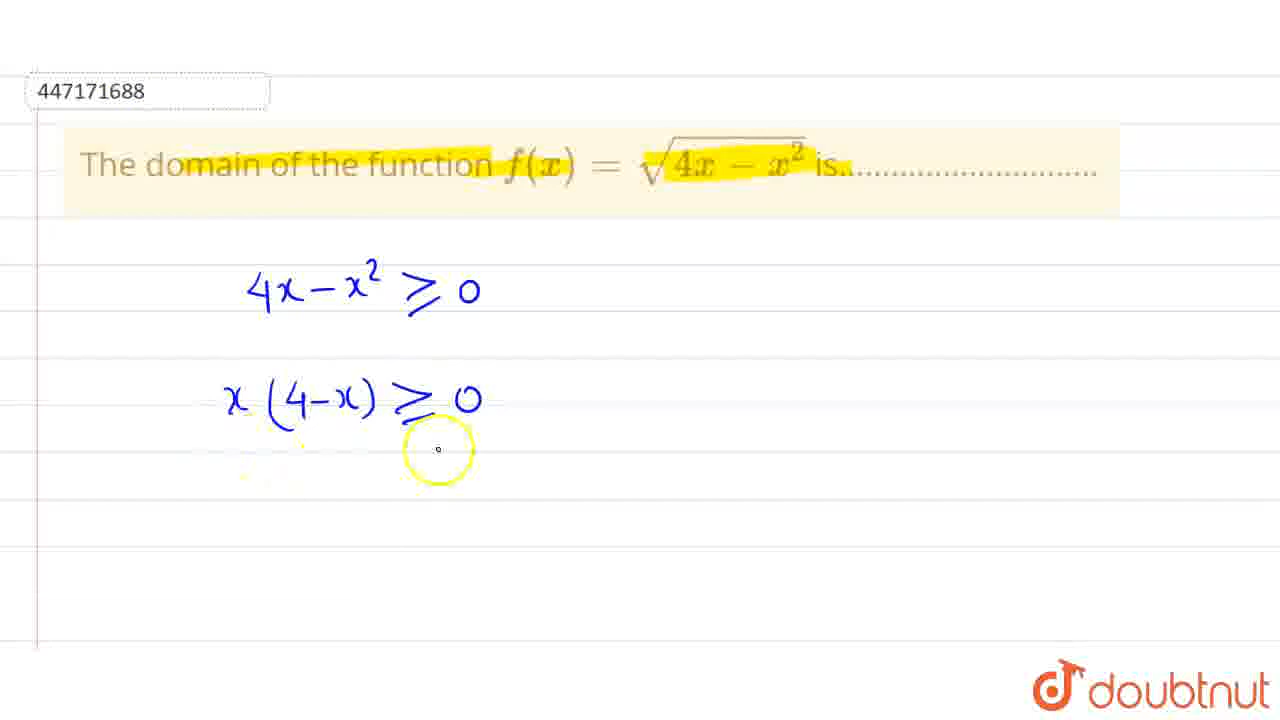 447171688
The domain of the function f(x) = √(4x − x²) is..............................
4x − x² ≥ 0
x (4−x) ≥ 0
doubtnut